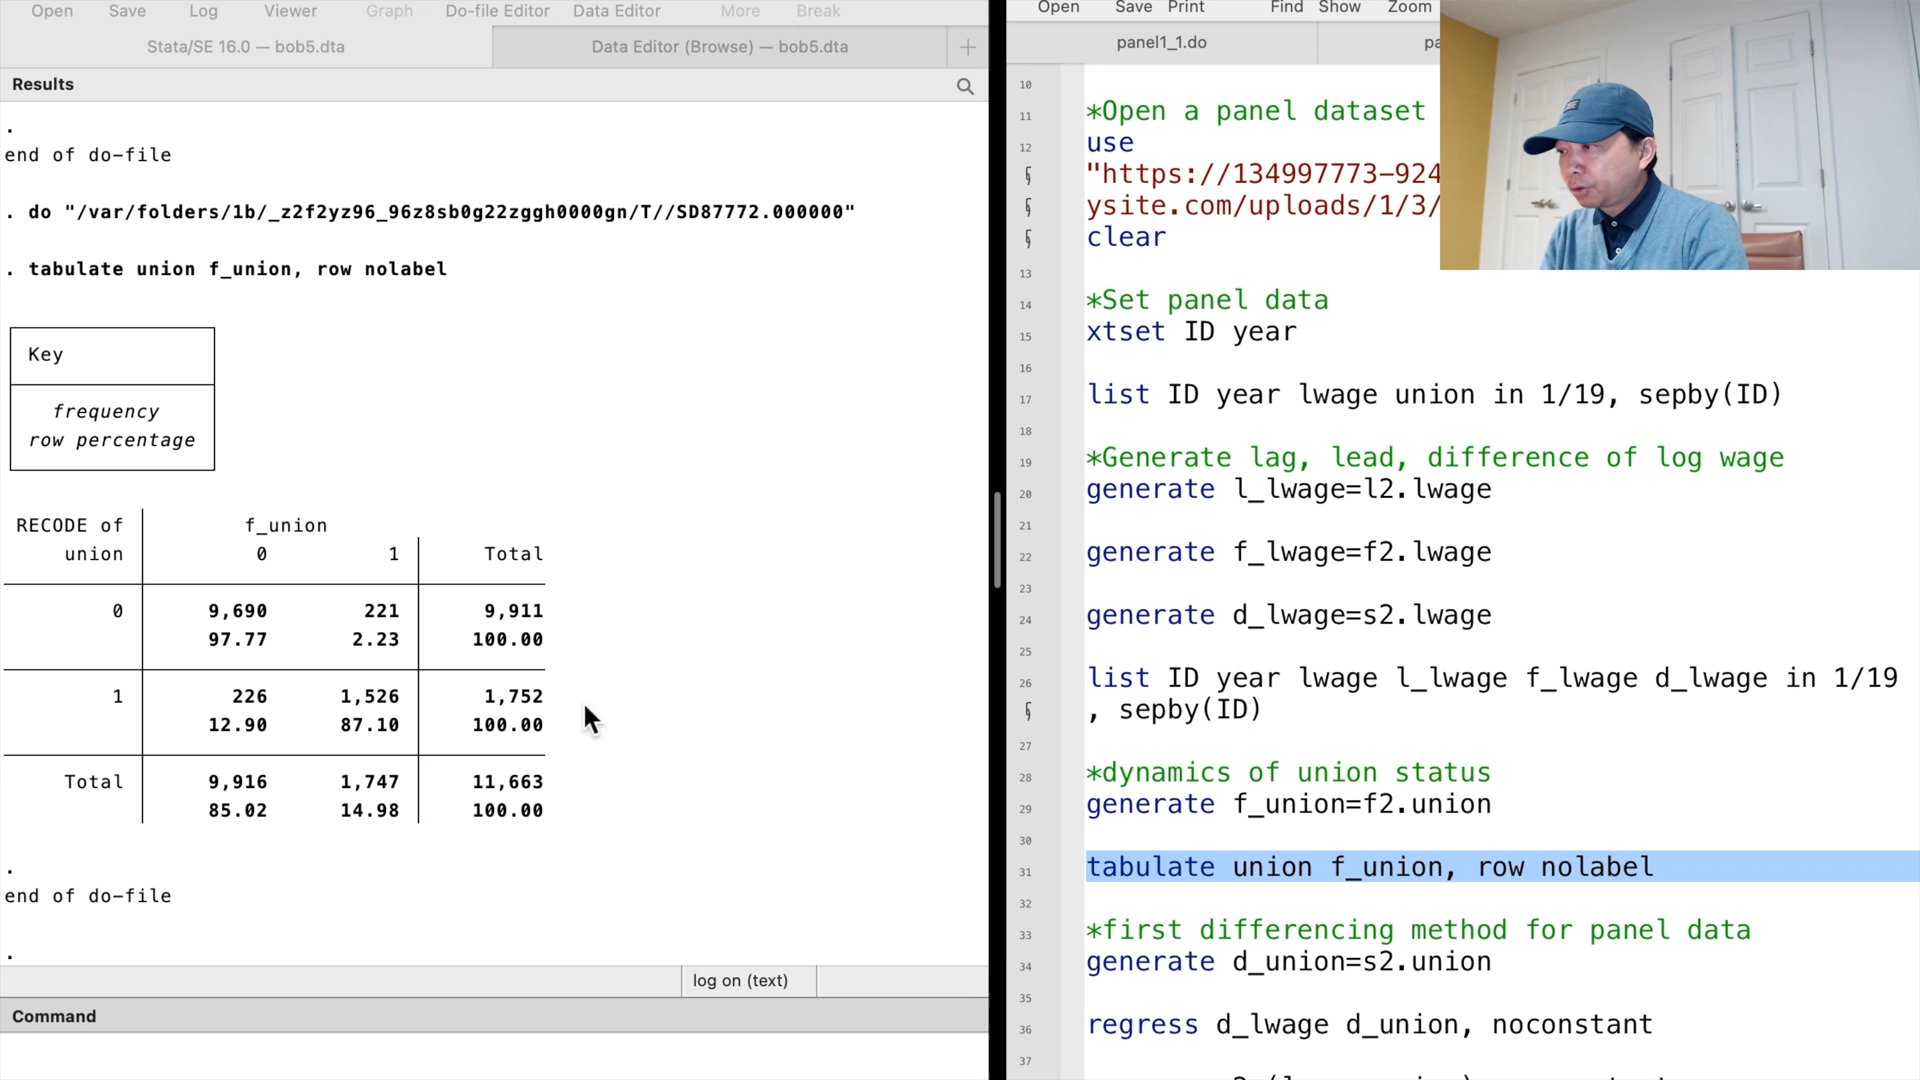 Open Save Log Viewer Graph Do-file Editor Data Editor More Break
Stata/SE 16.0 — bob5.dta
Data Editor (Browse) — bob5.dta
+
Results
.
end of do-file
. do "/var/folders/1b/_z2f2yz96_96z8sb0g22zggh0000gn/T//SD87772.000000"
. tabulate union f_union, row nolabel
Key
frequency
row percentage
RECODE of f_union
union 0 1 Total
0 9,690 221 9,911
97.77 2.23 100.00
1 226 1,526 1,752
12.90 87.10 100.00
Total 9,916 1,747 11,663
85.02 14.98 100.00
.
end of do-file
.
log on (text)
Command
Open Save Print Find Show Zoom
panel1_1.do pa
10
11 *Open a panel dataset
12 use
"https://134997773-924
ysite.com/uploads/1/3/
clear
13
14 *Set panel data
15 xtset ID year
16
17 list ID year lwage union in 1/19, sepby(ID)
18
19 *Generate lag, lead, difference of log wage
20 generate l_lwage=l2.lwage
21
22 generate f_lwage=f2.lwage
23
24 generate d_lwage=s2.lwage
25
26 list ID year lwage l_lwage f_lwage d_lwage in 1/19
, sepby(ID)
27
28 *dynamics of union status
29 generate f_union=f2.union
30
31 tabulate union f_union, row nolabel
32
33 *first differencing method for panel data
34 generate d_union=s2.union
35
36 regress d_lwage d_union, noconstant
37